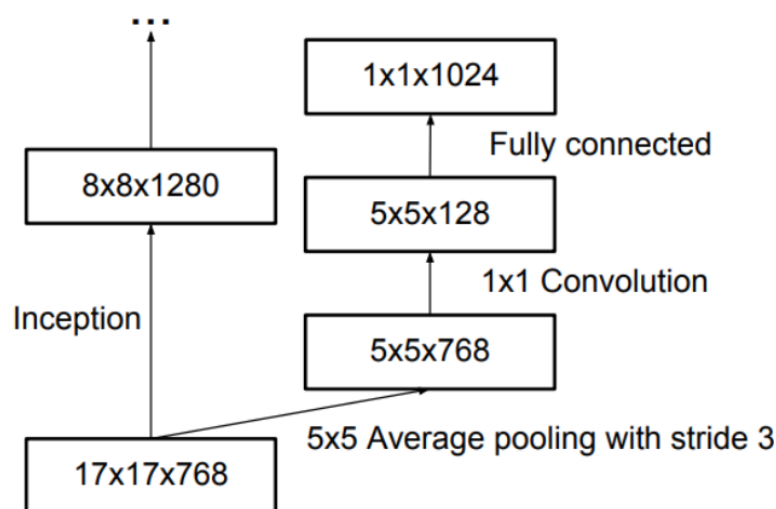 ...
1x1x1024
Fully connected
8x8x1280
5x5x128
1x1 Convolution
Inception
5x5x768
5x5 Average pooling with stride 3
17x17x768